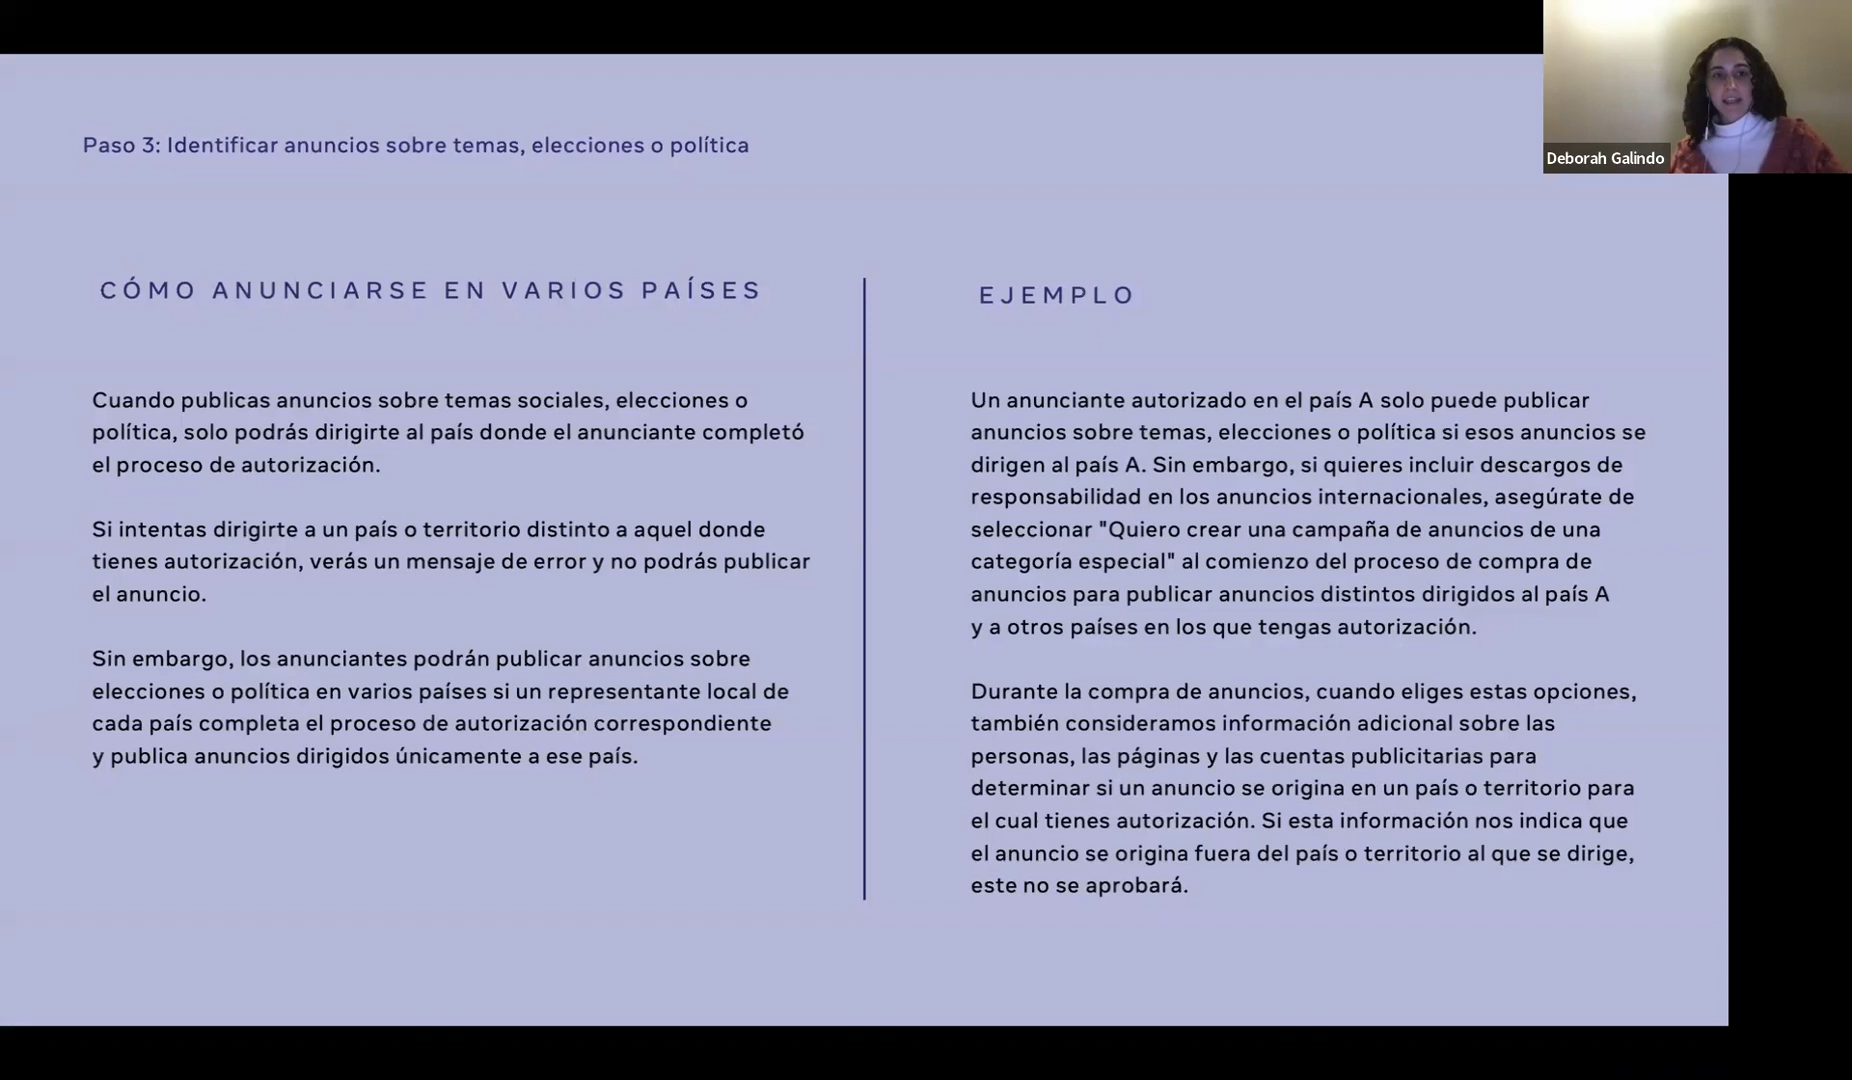 Paso 3: Identificar anuncios sobre temas, elecciones o política
Deborah Galindo
CÓMO ANUNCIARSE EN VARIOS PAÍSES
Cuando publicas anuncios sobre temas sociales, elecciones o
política, solo podrás dirigirte al país donde el anunciante completó
el proceso de autorización.
Si intentas dirigirte a un país o territorio distinto a aquel donde
tienes autorización, verás un mensaje de error y no podrás publicar
el anuncio.
Sin embargo, los anunciantes podrán publicar anuncios sobre
elecciones o política en varios países si un representante local de
cada país completa el proceso de autorización correspondiente
y publica anuncios dirigidos únicamente a ese país.
EJEMPLO
Un anunciante autorizado en el país A solo puede publicar
anuncios sobre temas, elecciones o política si esos anuncios se
dirigen al país A. Sin embargo, si quieres incluir descargos de
responsabilidad en los anuncios internacionales, asegúrate de
seleccionar "Quiero crear una campaña de anuncios de una
categoría especial" al comienzo del proceso de compra de
anuncios para publicar anuncios distintos dirigidos al país A
y a otros países en los que tengas autorización.
Durante la compra de anuncios, cuando eliges estas opciones,
también consideramos información adicional sobre las
personas, las páginas y las cuentas publicitarias para
determinar si un anuncio se origina en un país o territorio para
el cual tienes autorización. Si esta información nos indica que
el anuncio se origina fuera del país o territorio al que se dirige,
este no se aprobará.